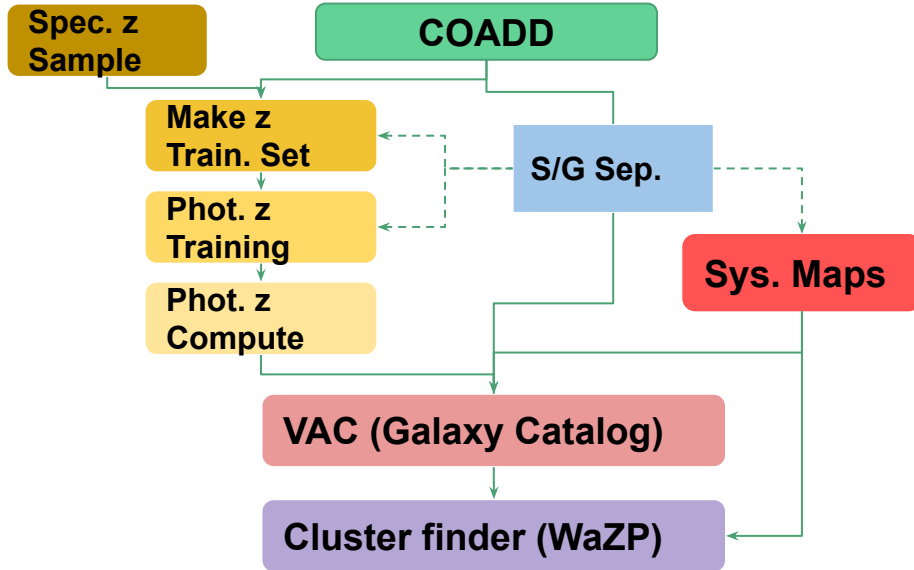 Spec. z
Sample
COADD
Make z
Train. Set
S/G Sep.
Phot. z
Training
Sys. Maps
Phot. z
Compute
VAC (Galaxy Catalog)
Cluster finder (WaZP)